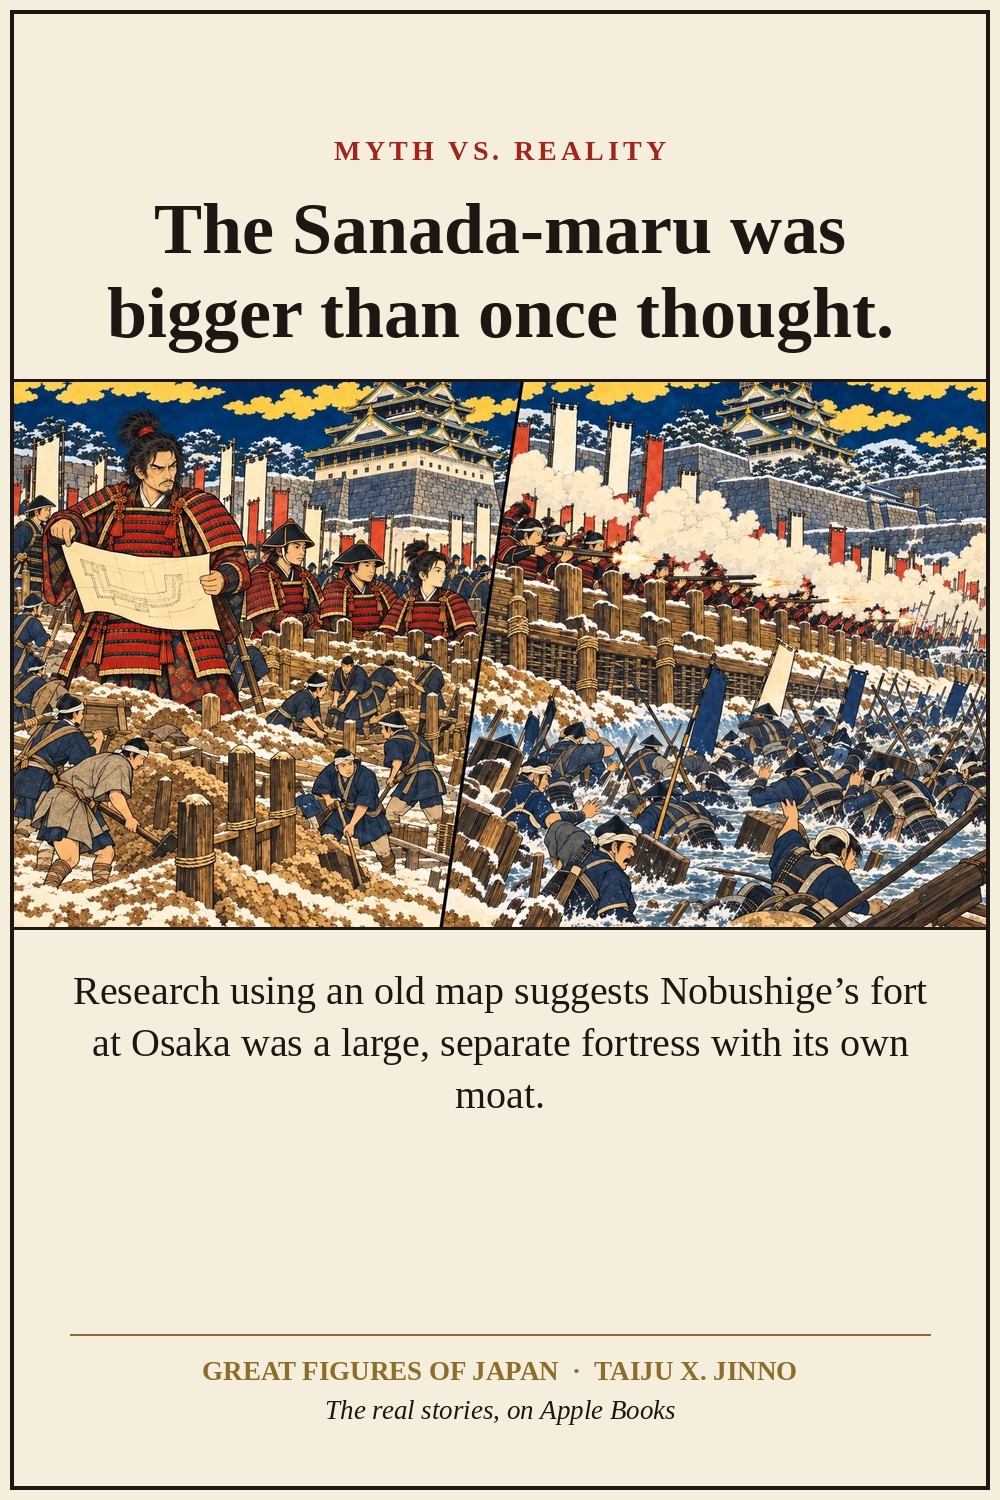 MYTH VS. REALITY
The Sanada-maru was
bigger than once thought.
Research using an old map suggests Nobushige’s fort
at Osaka was a large, separate fortress with its own
moat.
GREAT FIGURES OF JAPAN · TAIJU X. JINNO
The real stories, on Apple Books